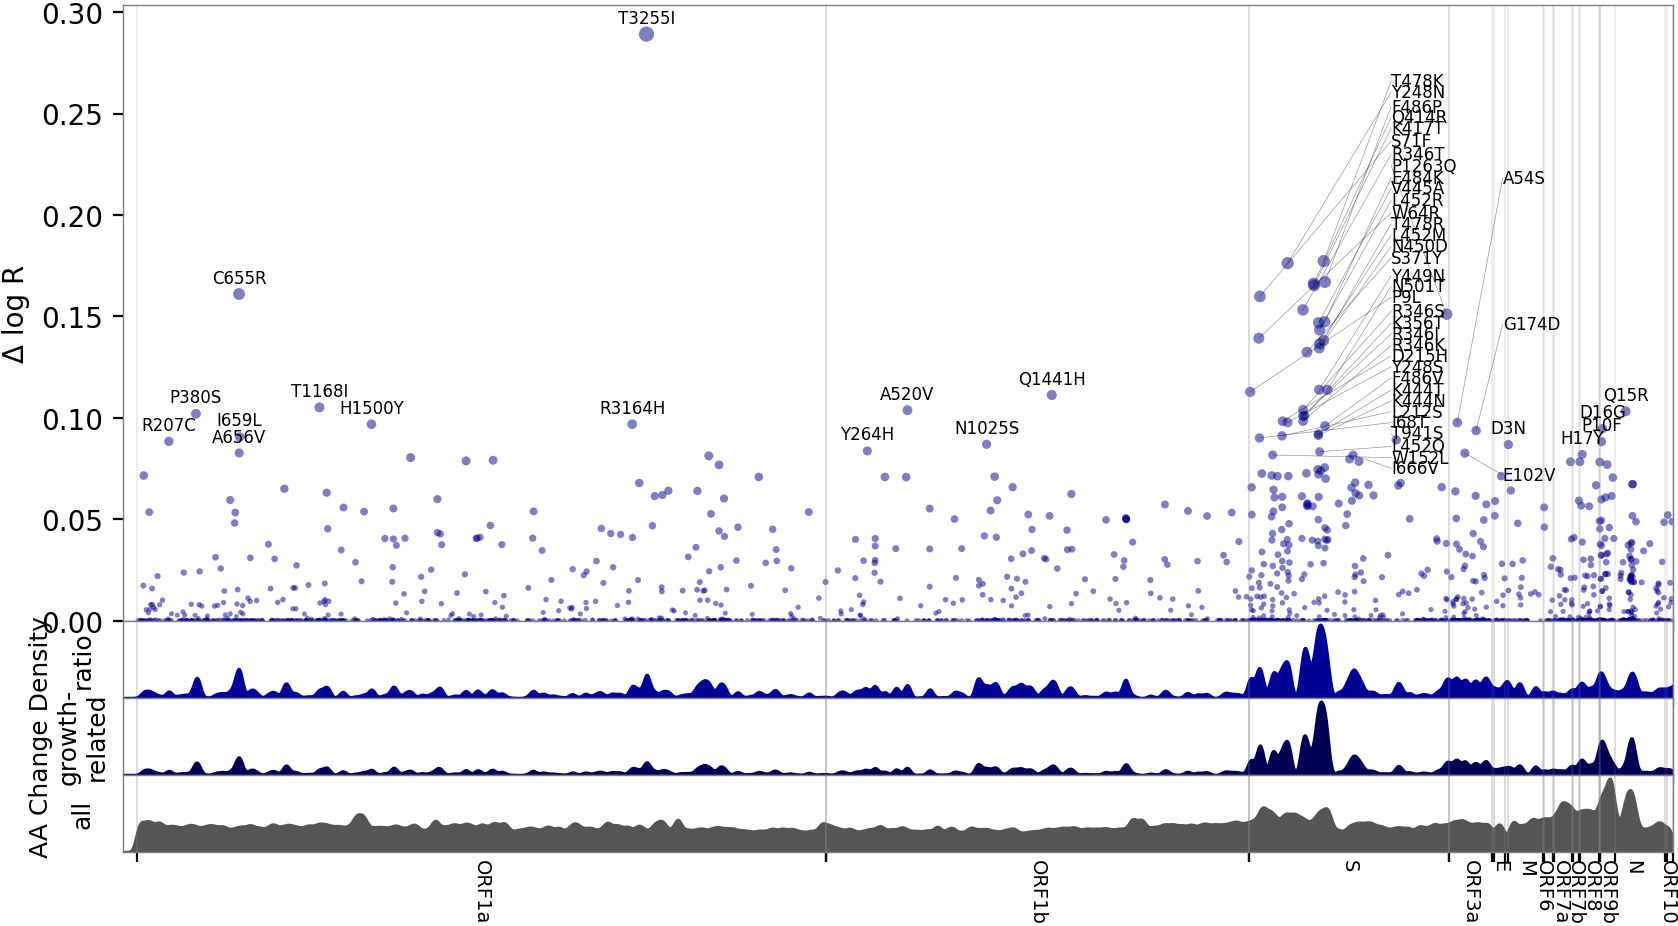 0.30
0.25
0.20
0.15
0.10
0.05
0.00
Δ log R
T3255I
C655R
P380S
R207C
I659L
A656V
T1168I
H1500Y
R3164H
Y264H
A520V
N1025S
Q1441H
T478K
Y248N
F486P
Q414R
K417T
S71F
R346T
P1263Q
E484K
V445A
L452R
W64R
T478R
L452M
N450D
S371Y
Y449N
N501T
P9L
R346S
K356T
R346I
R346K
D215H
Y248S
F486V
K444T
K444N
L212S
I68T
T941S
L452Q
W152L
I666V
A54S
G174D
D3N
E102V
Q15R
D16G
P10F
H17Y
AA Change Density
ratio
growth-
related
all
ORF1a
ORF1b
S
ORF3a
E
M
ORF6
ORF7a
ORF7b
ORF8
ORF9b
N
ORF10